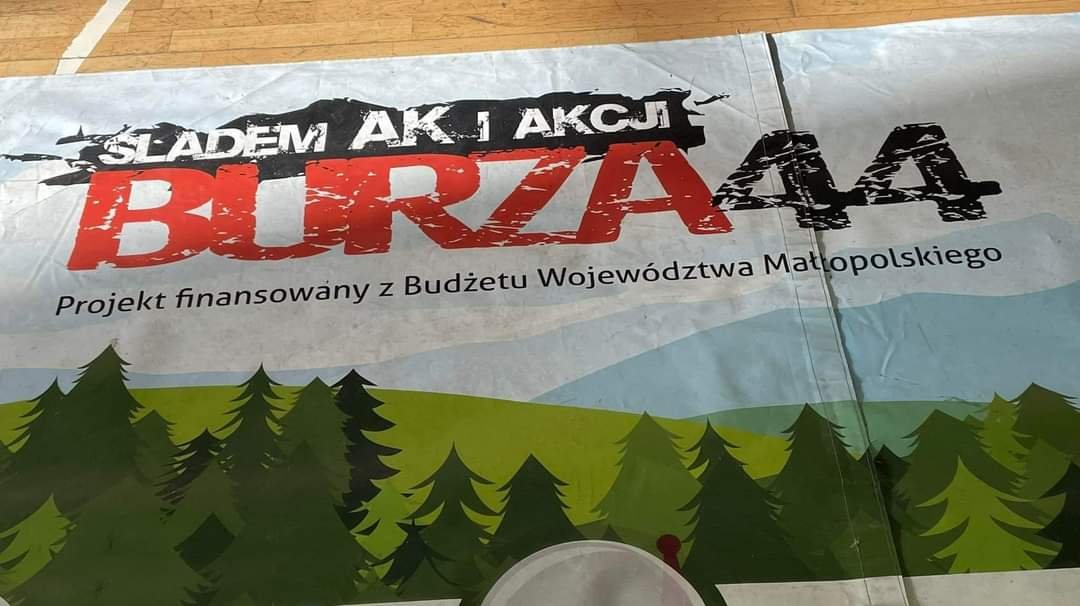 ŚLADEM AK I AKCJI
BURZA44
Projekt finansowany z Budżetu Województwa Małopolskiego